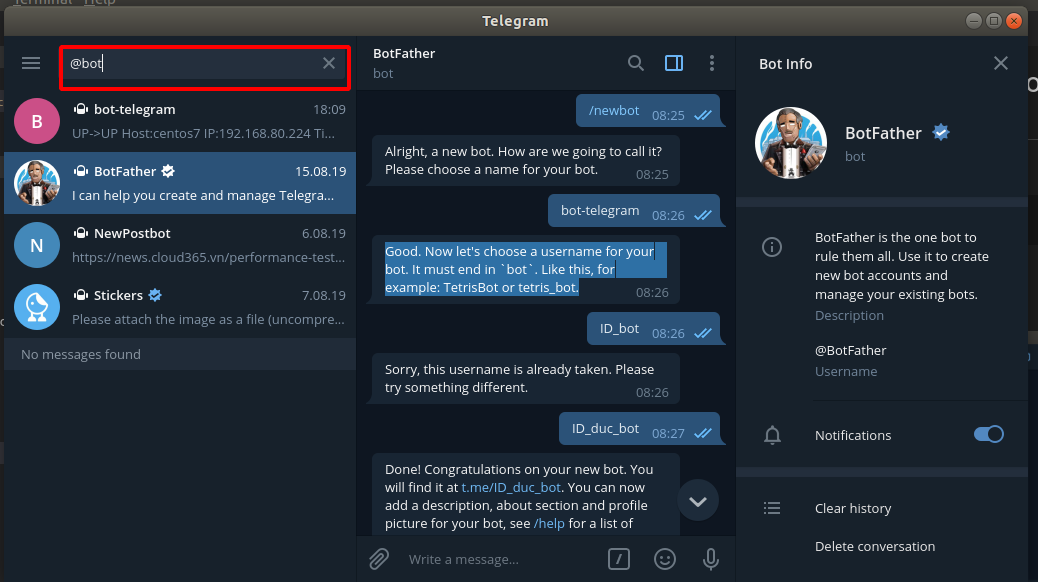 Terminal Help
Telegram
@bot
B
bot-telegram 18:09
UP->UP Host:centos7 IP:192.168.80.224 Ti...
BotFather 15.08.19
I can help you create and manage Telegra...
N
NewPostbot 6.08.19
https://news.cloud365.vn/performance-test...
Stickers 7.08.19
Please attach the image as a file (uncompre...
No messages found
BotFather
bot
/newbot 08:25
Alright, a new bot. How are we going to call it?
Please choose a name for your bot.
08:25
bot-telegram 08:26
Good. Now let's choose a username for your
bot. It must end in `bot`. Like this, for
example: TetrisBot or tetris_bot.
08:26
ID_bot 08:26
Sorry, this username is already taken. Please
try something different.
08:26
ID_duc_bot 08:27
Done! Congratulations on your new bot. You
will find it at t.me/ID_duc_bot. You can now
add a description, about section and profile
picture for your bot, see /help for a list of
Write a message...
Bot Info
BotFather
bot
BotFather is the one bot to
rule them all. Use it to create
new bot accounts and
manage your existing bots.
Description
@BotFather
Username
Notifications
Clear history
Delete conversation